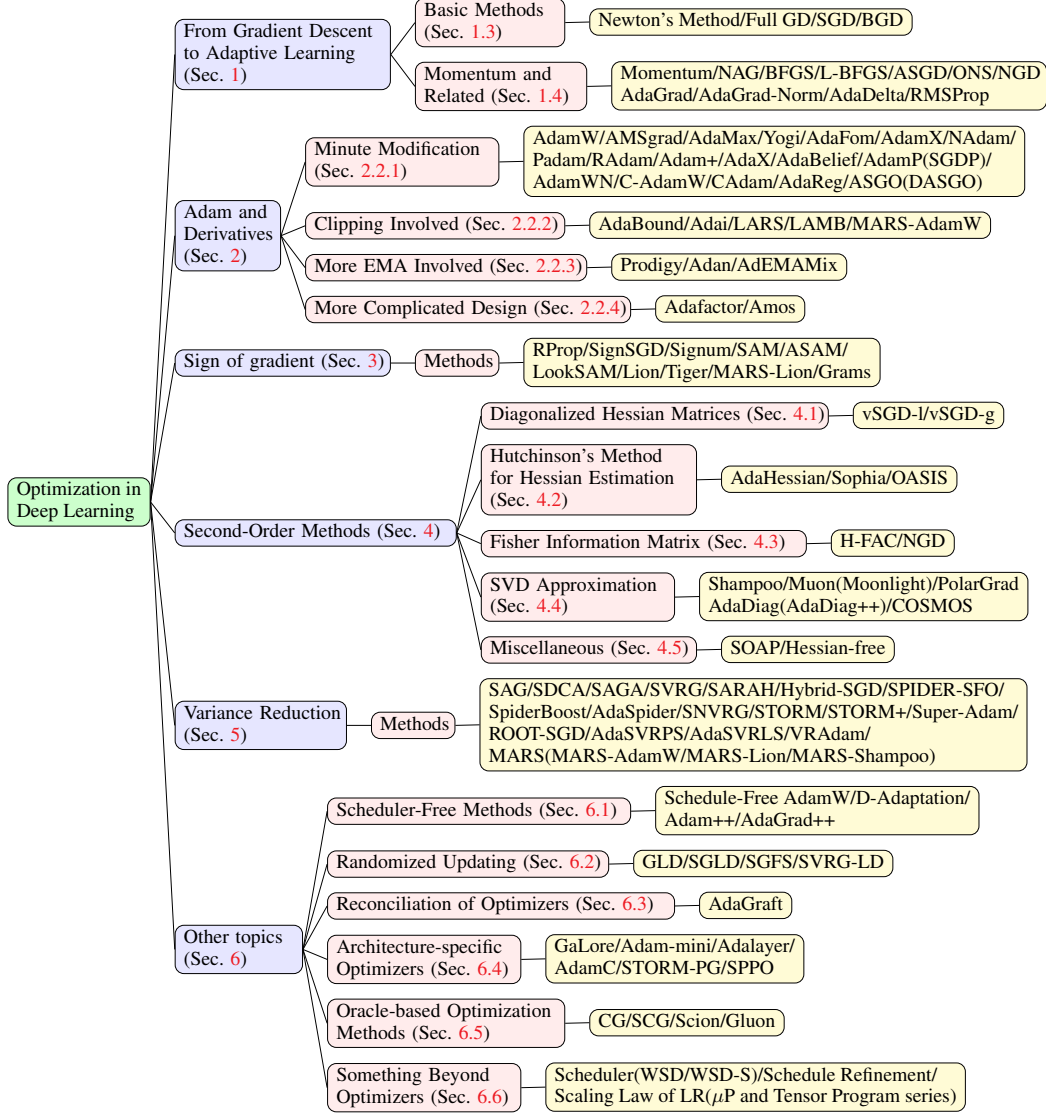 From Gradient Descent
to Adaptive Learning
(Sec. 1)
Basic Methods
(Sec. 1.3)
Newton's Method/Full GD/SGD/BGD
Momentum and
Related (Sec. 1.4)
Momentum/NAG/BFGS/L-BFGS/ASGD/ONS/NGD
AdaGrad/AdaGrad-Norm/AdaDelta/RMSProp
Adam and
Derivatives
(Sec. 2)
Minute Modification
(Sec. 2.2.1)
AdamW/AMSgrad/AdaMax/Yogi/AdaFom/AdamX/NAdam/
Padam/RAdam/Adam+/AdaX/AdaBelief/AdamP(SGDP)/
AdamWN/C-AdamW/CAdam/AdaReg/ASGO(DASGO)
Clipping Involved (Sec. 2.2.2)
AdaBound/Adai/LARS/LAMB/MARS-AdamW
More EMA Involved (Sec. 2.2.3)
Prodigy/Adan/AdEMAMix
More Complicated Design (Sec. 2.2.4)
Adafactor/Amos
Sign of gradient (Sec. 3)
Methods
RProp/SignSGD/Signum/SAM/ASAM/
LookSAM/Lion/Tiger/MARS-Lion/Grams
Optimization in
Deep Learning
Second-Order Methods (Sec. 4)
Diagonalized Hessian Matrices (Sec. 4.1)
vSGD-l/vSGD-g
Hutchinson's Method
for Hessian Estimation
(Sec. 4.2)
AdaHessian/Sophia/OASIS
Fisher Information Matrix (Sec. 4.3)
H-FAC/NGD
SVD Approximation
(Sec. 4.4)
Shampoo/Muon(Moonlight)/PolarGrad
AdaDiag(AdaDiag++)/COSMOS
Miscellaneous (Sec. 4.5)
SOAP/Hessian-free
Variance Reduction
(Sec. 5)
Methods
SAG/SDCA/SAGA/SVRG/SARAH/Hybrid-SGD/SPIDER-SFO/
SpiderBoost/AdaSpider/SNVRG/STORM/STORM+/Super-Adam/
ROOT-SGD/AdaSVRPS/AdaSVRLS/VRAdam/
MARS(MARS-AdamW/MARS-Lion/MARS-Shampoo)
Other topics
(Sec. 6)
Scheduler-Free Methods (Sec. 6.1)
Schedule-Free AdamW/D-Adaptation/
Adam++/AdaGrad++
Randomized Updating (Sec. 6.2)
GLD/SGLD/SGFS/SVRG-LD
Reconciliation of Optimizers (Sec. 6.3)
AdaGraft
Architecture-specific
Optimizers (Sec. 6.4)
GaLore/Adam-mini/Adalayer/
AdamC/STORM-PG/SPPO
Oracle-based Optimization
Methods (Sec. 6.5)
CG/SCG/Scion/Gluon
Something Beyond
Optimizers (Sec. 6.6)
Scheduler(WSD/WSD-S)/Schedule Refinement/
Scaling Law of LR(μP and Tensor Program series)